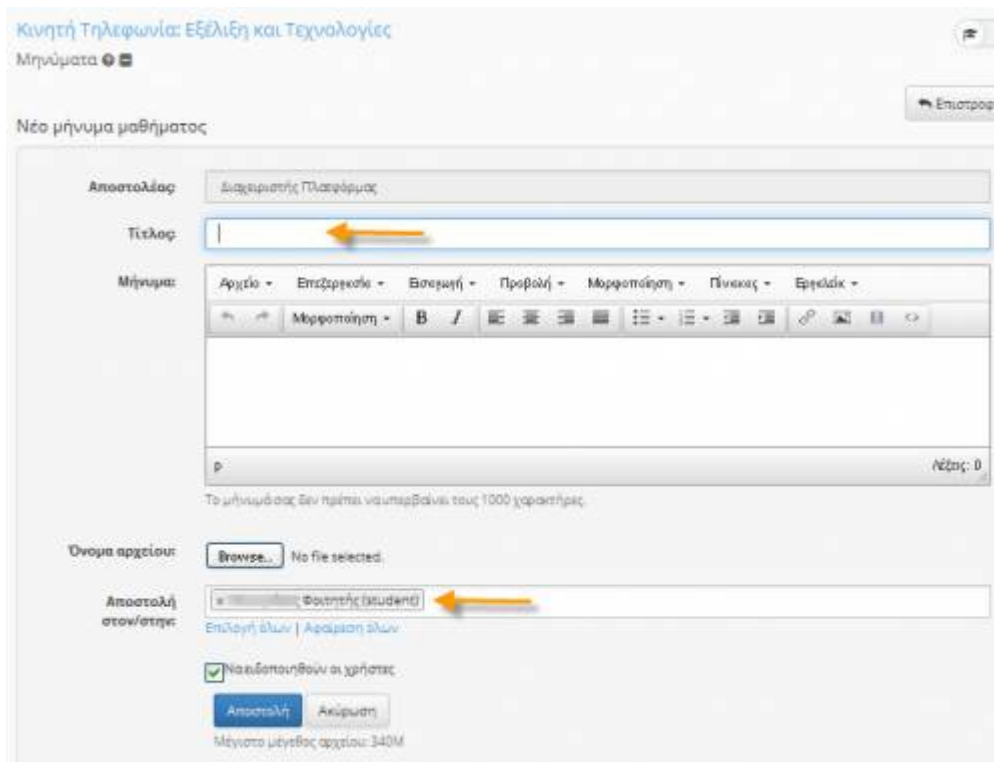 Κινητή Τηλεφωνία: Εξέλιξη και Τεχνολογίες
Μηνύματα
Επιστροφ
Νέο μήνυμα μαθήματος
Αποστολέας: Διαχειριστής Πλατφόρμας
Τίτλος:
Μήνυμα: Αρχείο Επεξεργασία Εισαγωγή Προβολή Μορφοποίηση Πίνακας Εργαλεία
Μορφοποίηση B I
p Λέξεις: 0
Το μήνυμά σας δεν πρέπει να υπερβαίνει τους 1000 χαρακτήρες.
Όνομα αρχείου: Browse... No file selected.
Αποστολή στον/στην: x Φοιτητής (student)
Επιλογή όλων | Αφαίρεση όλων
Να ειδοποιηθούν οι χρήστες
Αποστολή Ακύρωση
Μέγιστο μέγεθος αρχείου: 340M